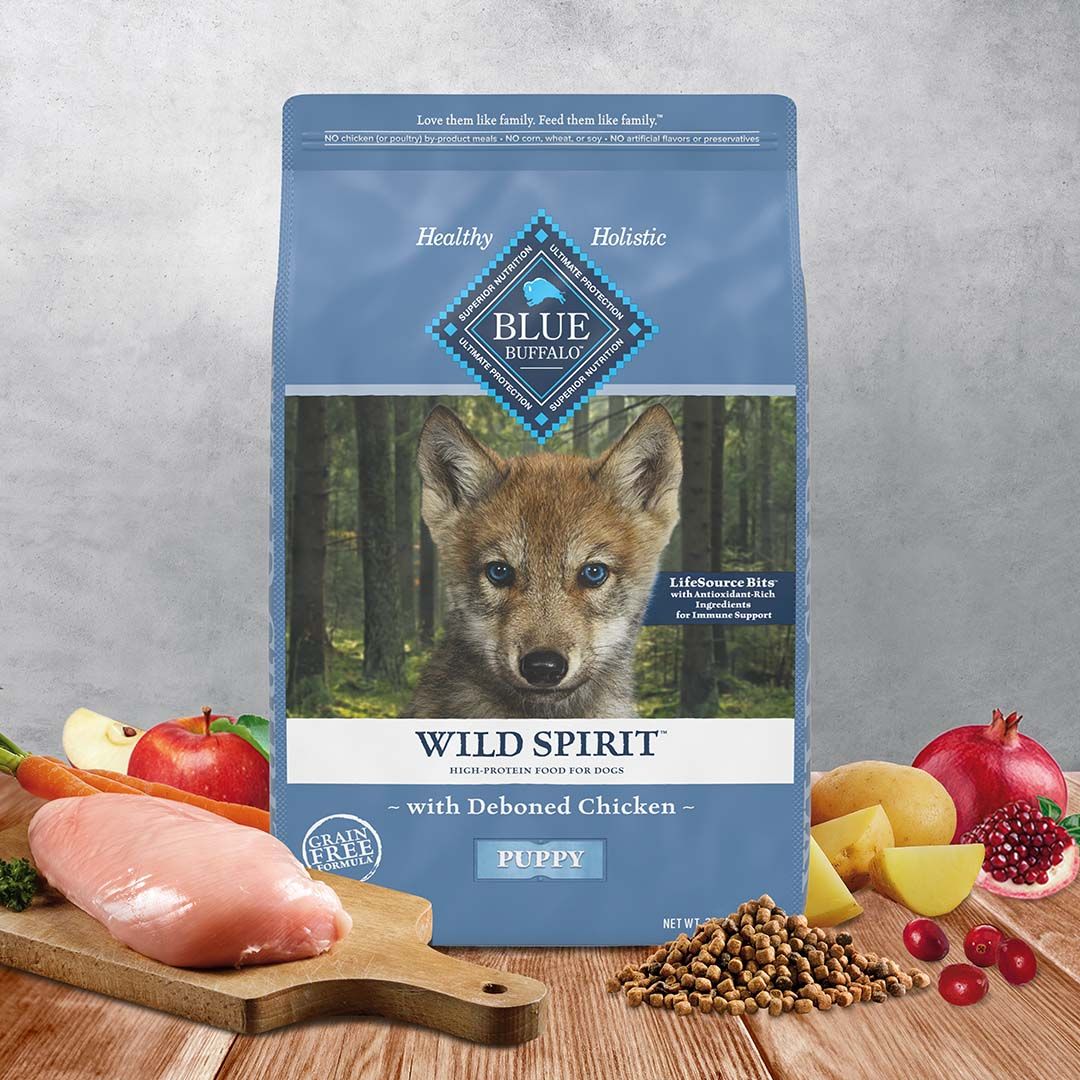 Love them like family. Feed them like family.™
NO chicken (or poultry) by-product meals • NO corn, wheat, or soy • NO artificial flavors or preservatives
Healthy Holistic
SUPERIOR NUTRITION
ULTIMATE PROTECTION
BLUE
BUFFALO™
ULTIMATE PROTECTION
SUPERIOR NUTRITION
LifeSource Bits™
with Antioxidant-Rich
Ingredients
for Immune Support
WILD SPIRIT™
HIGH-PROTEIN FOOD FOR DOGS
~ with Deboned Chicken ~
GRAIN
FREE
FORMULA
PUPPY
NET WT.